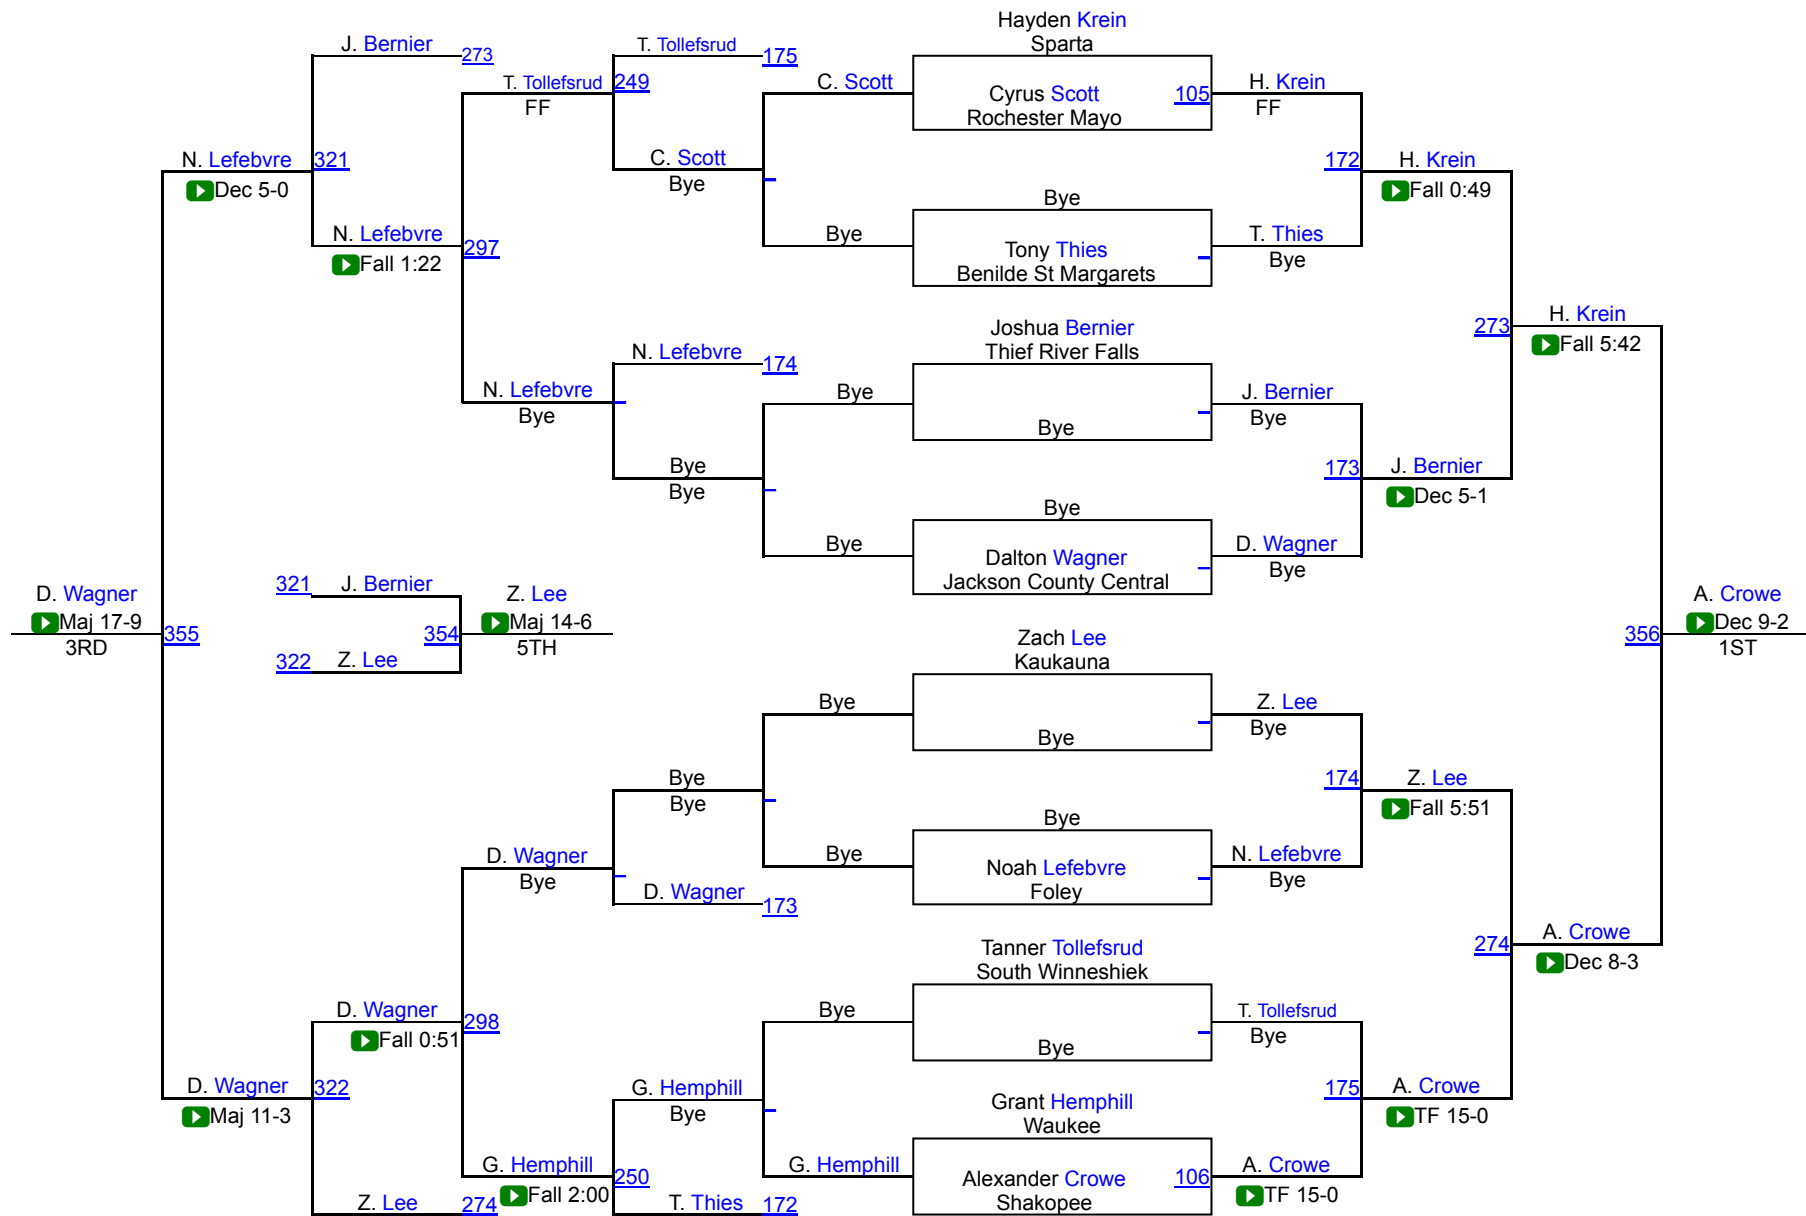 Hayden Krein
J. Bernier
T. Tollefsrud
Sparta
273
175
T. Tollefsrud
249
C. Scott
H. Krein
FF
Cyrus Scott
105
FF
Rochester Mayo
N. Lefebvre
321
C. Scott
172
H. Krein
Dec 5-0
Bye
Fall 0:49
Bye
N. Lefebvre
Bye
T. Thies
297
Tony Thies
Fall 1:22
Bye
Benilde St Margarets
H. Krein
Joshua Bernier
273
Fall 5:42
N. Lefebvre
Thief River Falls
174
N. Lefebvre
Bye
J. Bernier
Bye
Bye
Bye
Bye
173
J. Bernier
Bye
Dec 5-1
Bye
Bye
D. Wagner
Dalton Wagner
Bye
Jackson County Central
321
J. Bernier
D. Wagner
Z. Lee
A. Crowe
Maj 17-9
355
354
Maj 14-6
356
Dec 9-2
3RD
5TH
1ST
322
Z. Lee
Zach Lee
Kaukauna
Bye
Z. Lee
Bye
Bye
Bye
174
Z. Lee
Bye
Fall 5:51
Bye
D. Wagner
Bye
N. Lefebvre
Bye
Noah Lefebvre
Bye
D. Wagner
173
Foley
A. Crowe
Tanner Tollefsrud
274
Dec 8-3
South Winneshiek
D. Wagner
298
Bye
T. Tollefsrud
Fall 0:51
Bye
Bye
D. Wagner
322
G. Hemphill
175
A. Crowe
Maj 11-3
Bye
Grant Hemphill
TF 15-0
Waukee
G. Hemphill
250
G. Hemphill
A. Crowe
Alexander Crowe
106
Fall 2:00
TF 15-0
Z. Lee
274
T. Thies
172
Shakopee